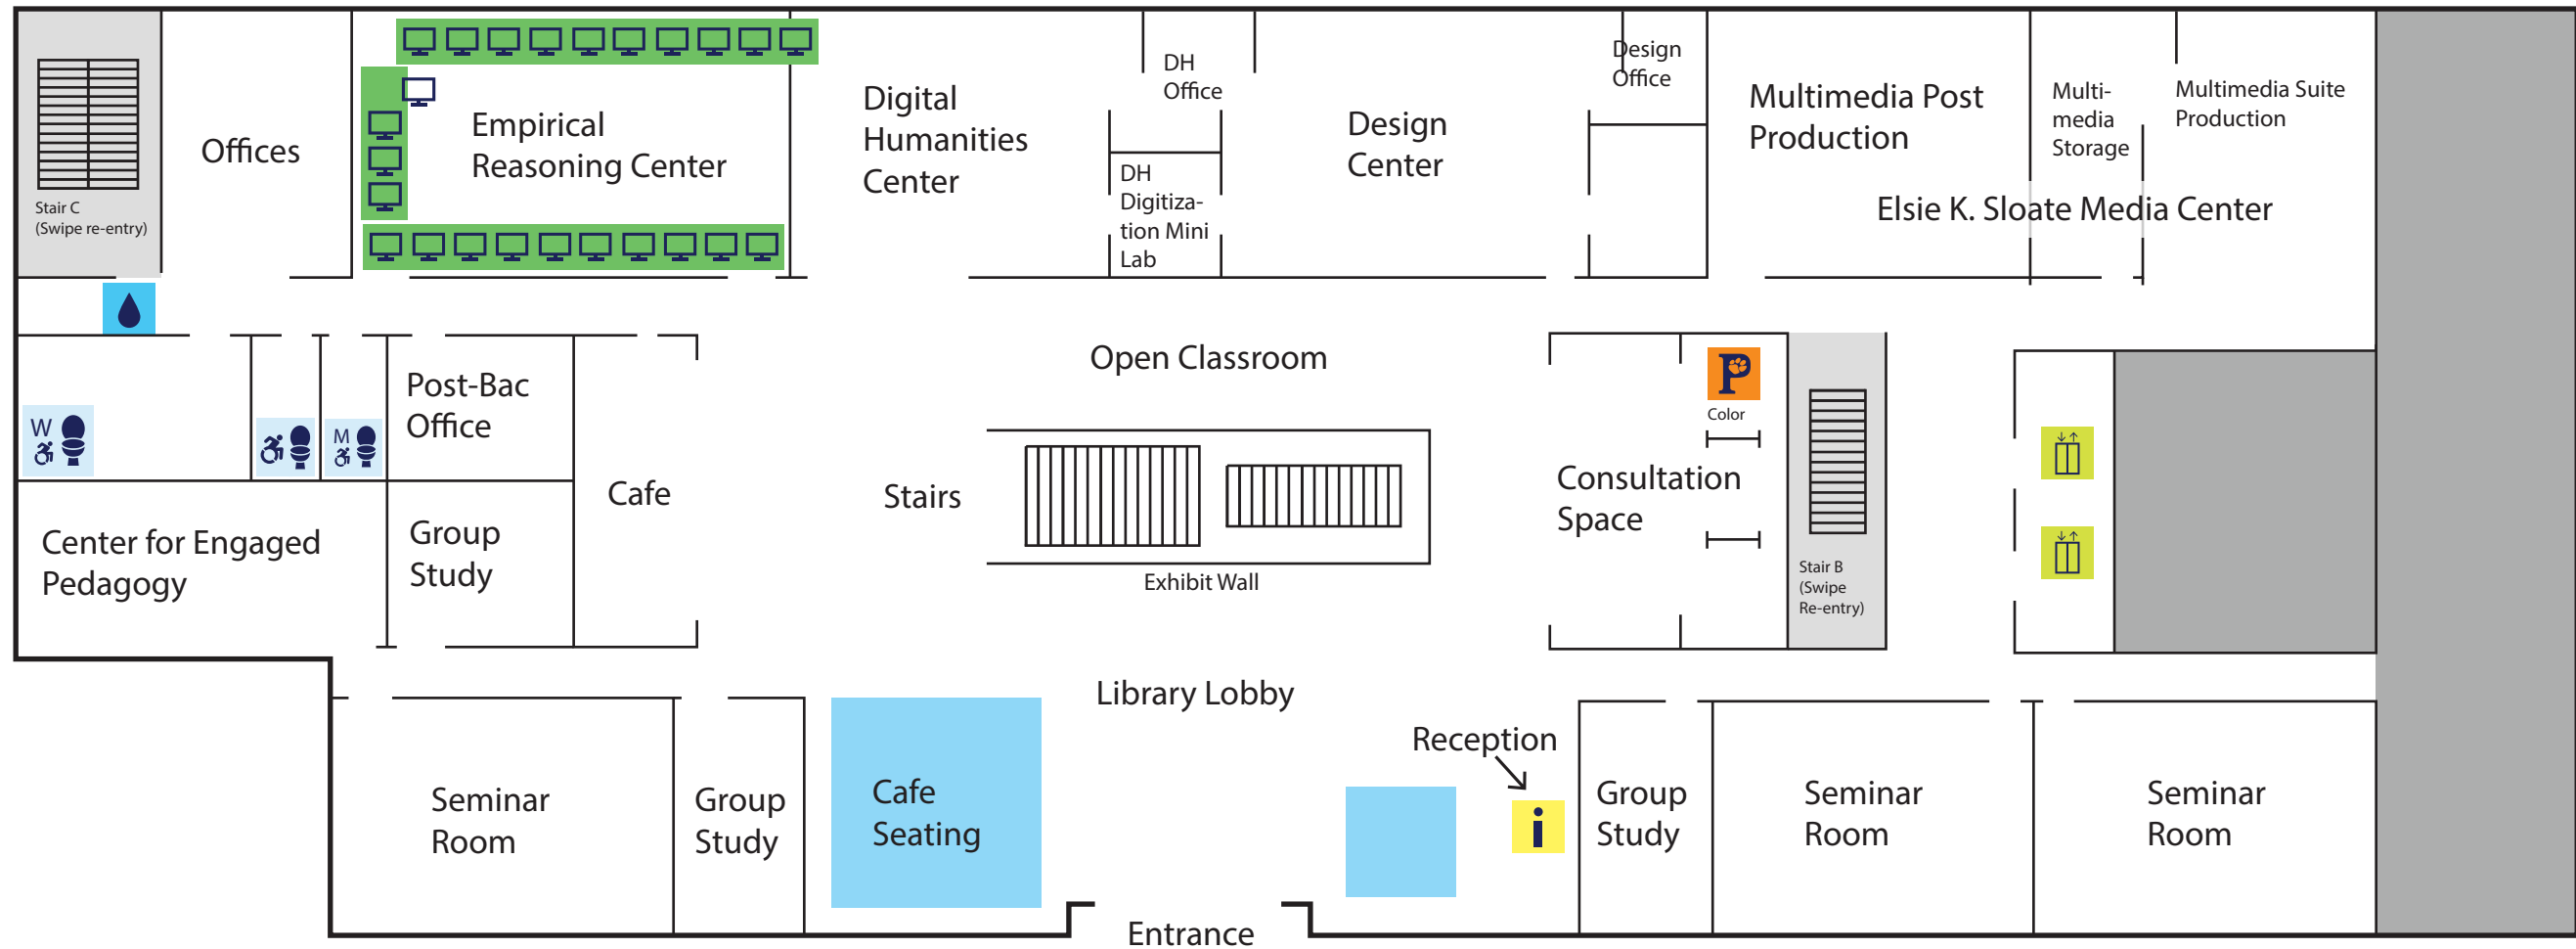 Stair C
(Swipe re-entry)
Offices
Empirical
Reasoning Center
Digital
Humanities
Center
DH
Office
DH
Digitiza-
tion Mini
Lab
Design
Center
Design
Office
Multimedia Post
Production
Multi-
media
Storage
Multimedia Suite
Production
Elsie K. Sloate Media Center
W
M
Post-Bac
Office
Center for Engaged
Pedagogy
Group
Study
Cafe
Open Classroom
Stairs
Exhibit Wall
Consultation
Space
P
Color
Stair B
(Swipe
Re-entry)
Library Lobby
Reception
i
Seminar
Room
Group
Study
Cafe
Seating
Group
Study
Seminar
Room
Seminar
Room
Entrance